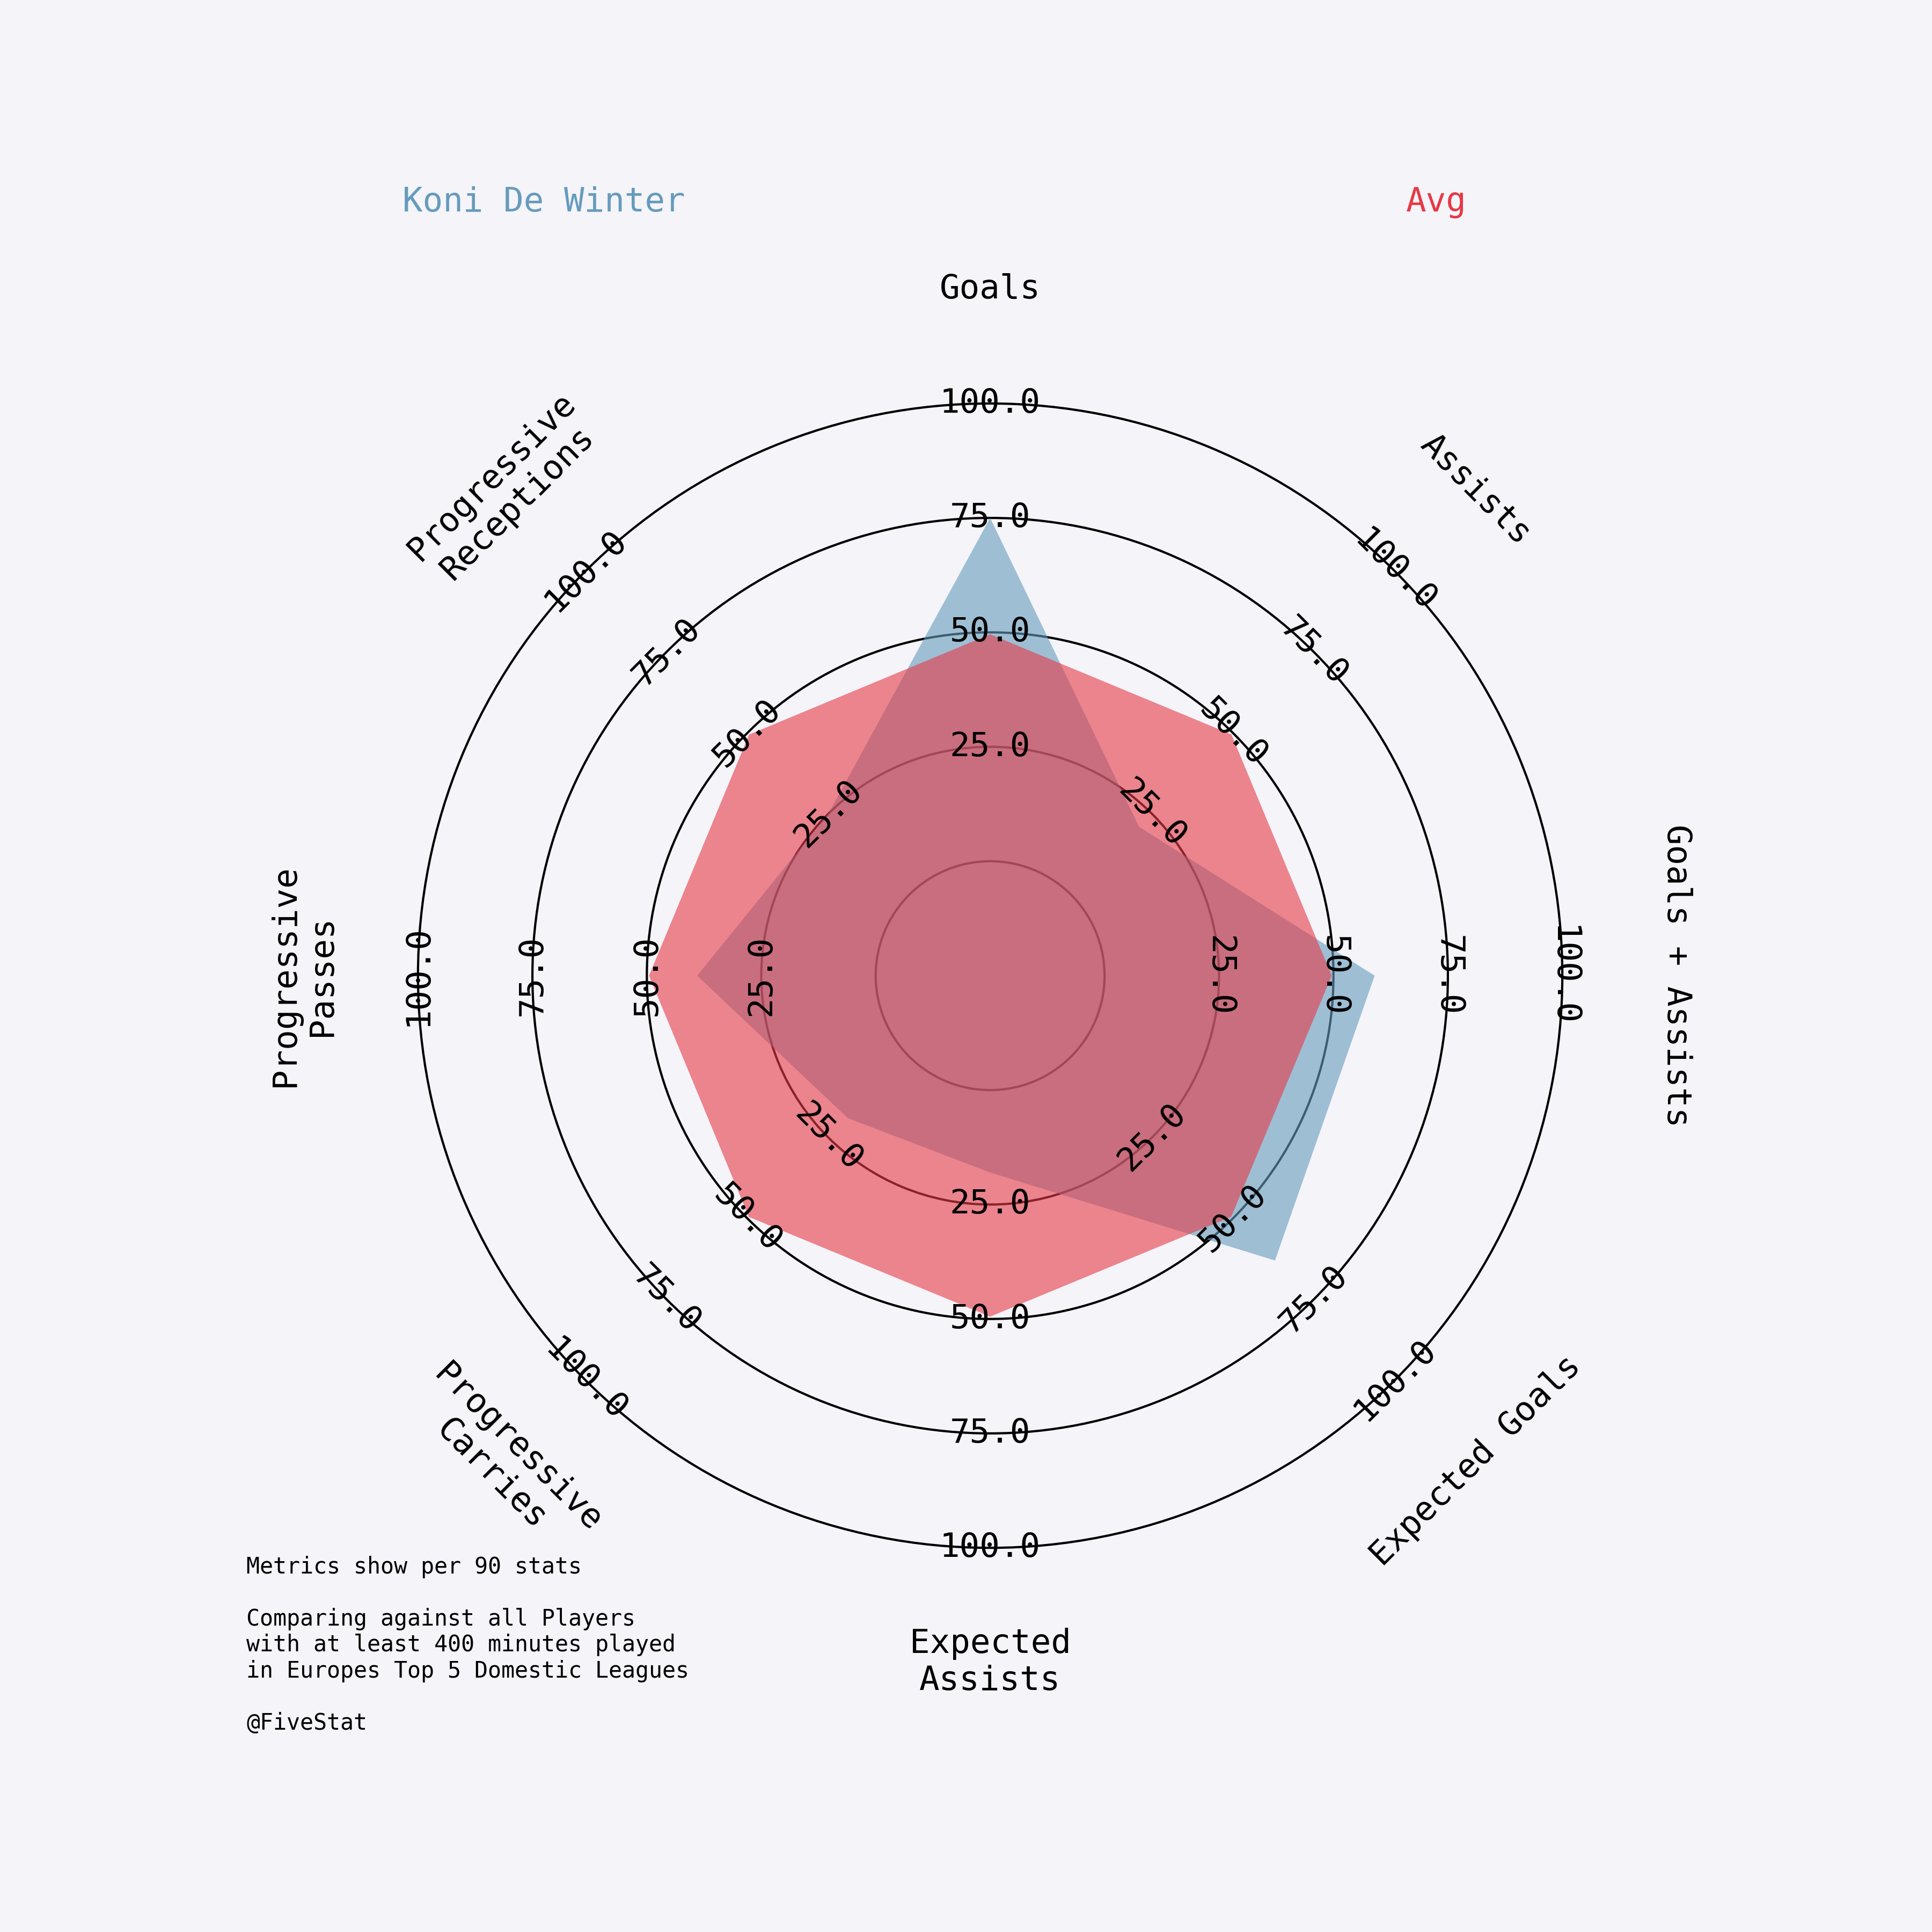 Koni De Winter
Avg
Goals
Assists
Goals + Assists
Expected Goals
Expected
Assists
Progressive
Carries
Progressive
Passes
Progressive
Receptions
25.0
50.0
75.0
100.0
25.0
50.0
75.0
100.0
25.0
50.0
75.0
100.0
25.0
50.0
75.0
100.0
25.0
50.0
75.0
100.0
25.0
50.0
75.0
100.0
25.0
50.0
75.0
100.0
25.0
50.0
75.0
100.0
Metrics show per 90 stats
Comparing against all Players
with at least 400 minutes played
in Europes Top 5 Domestic Leagues
@FiveStat